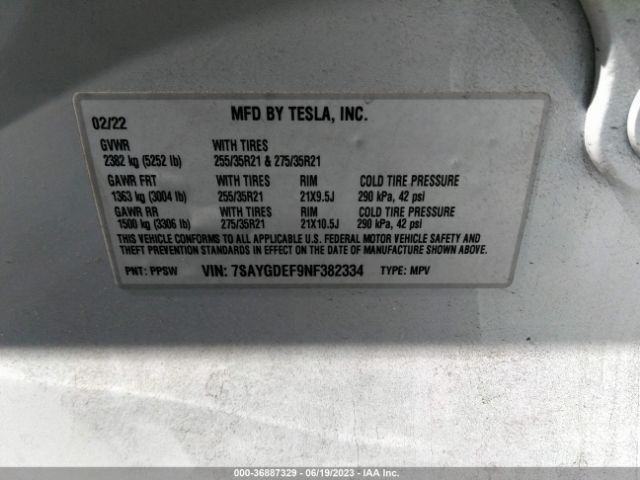 MFD BY TESLA, INC.
02/22
GVWR WITH TIRES
2382 kg (5252 lb) 255/35R21 & 275/35R21
GAWR FRT WITH TIRES RIM COLD TIRE PRESSURE
1363 kg (3004 lb) 255/35R21 21X9.5J 290 kPa, 42 psi
GAWR RR WITH TIRES RIM COLD TIRE PRESSURE
1500 kg (3306 lb) 275/35R21 21X10.5J 290 kPa, 42 psi
THIS VEHICLE CONFORMS TO ALL APPLICABLE U.S. FEDERAL MOTOR VEHICLE SAFETY AND
THEFT PREVENTION STANDARDS IN EFFECT ON THE DATE OF MANUFACTURE SHOWN ABOVE.
PNT: PPSW VIN: 7SAYGDEF9NF382334 TYPE: MPV
000-36887329 - 06/19/2023 - IAA Inc.